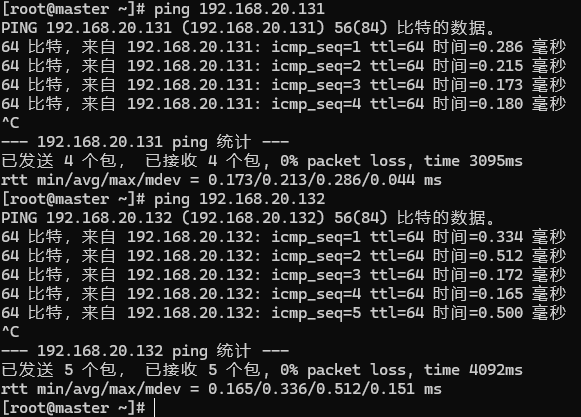 [root@master ~]# ping 192.168.20.131
PING 192.168.20.131 (192.168.20.131) 56(84) 比特的数据。
64 比特，来自 192.168.20.131: icmp_seq=1 ttl=64 时间=0.286 毫秒
64 比特，来自 192.168.20.131: icmp_seq=2 ttl=64 时间=0.215 毫秒
64 比特，来自 192.168.20.131: icmp_seq=3 ttl=64 时间=0.173 毫秒
64 比特，来自 192.168.20.131: icmp_seq=4 ttl=64 时间=0.180 毫秒
^C
--- 192.168.20.131 ping 统计 ---
已发送 4 个包， 已接收 4 个包, 0% packet loss, time 3095ms
rtt min/avg/max/mdev = 0.173/0.213/0.286/0.044 ms
[root@master ~]# ping 192.168.20.132
PING 192.168.20.132 (192.168.20.132) 56(84) 比特的数据。
64 比特，来自 192.168.20.132: icmp_seq=1 ttl=64 时间=0.334 毫秒
64 比特，来自 192.168.20.132: icmp_seq=2 ttl=64 时间=0.512 毫秒
64 比特，来自 192.168.20.132: icmp_seq=3 ttl=64 时间=0.172 毫秒
64 比特，来自 192.168.20.132: icmp_seq=4 ttl=64 时间=0.165 毫秒
64 比特，来自 192.168.20.132: icmp_seq=5 ttl=64 时间=0.500 毫秒
^C
--- 192.168.20.132 ping 统计 ---
已发送 5 个包， 已接收 5 个包, 0% packet loss, time 4092ms
rtt min/avg/max/mdev = 0.165/0.336/0.512/0.151 ms
[root@master ~]#